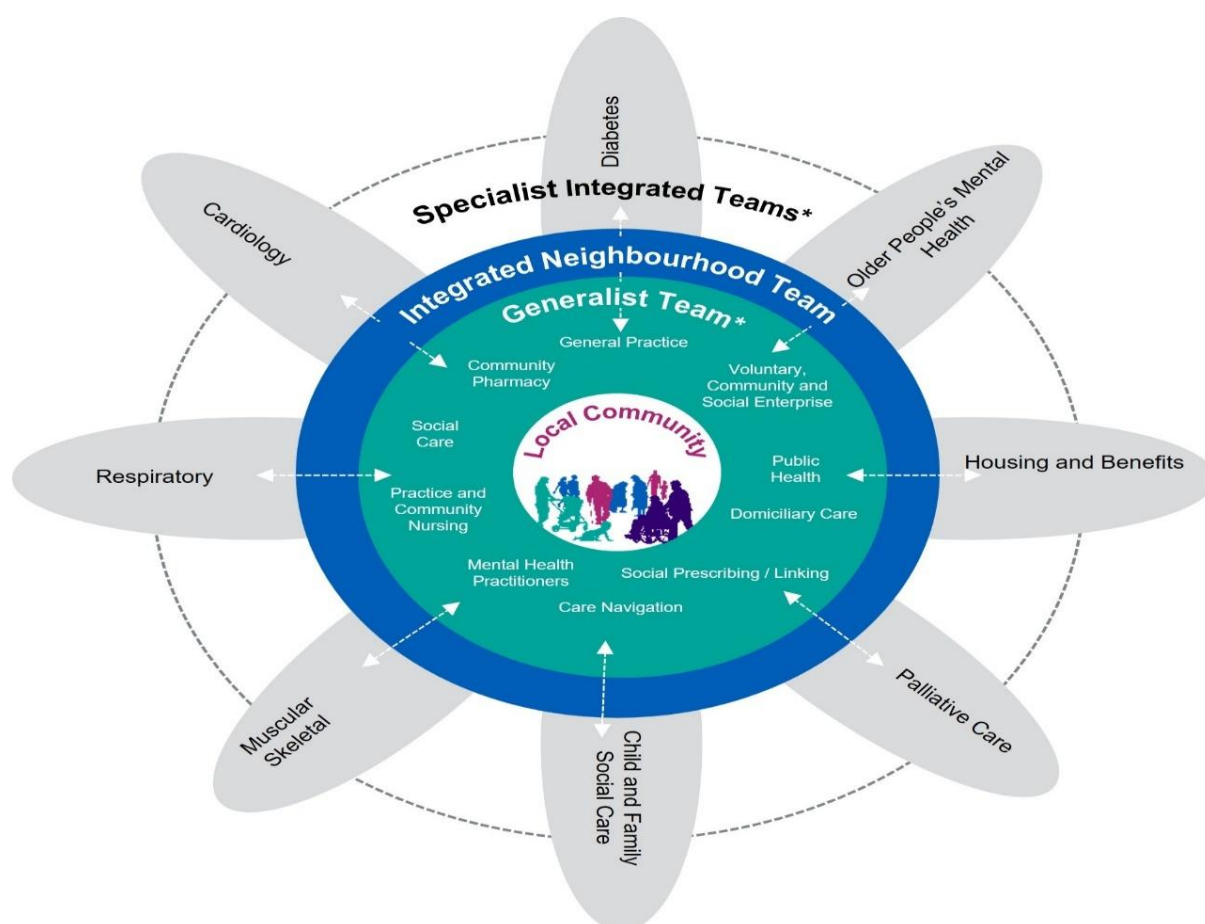 Diabetes
Specialist Integrated Teams*
Cardiology
Older People's Mental
Health
Integrated Neighbourhood Team
Generalist Team*
General Practice
Community
Pharmacy
Voluntary,
Community and
Social Enterprise
Local Community
Social
Care
Public
Health
Respiratory
Housing and Benefits
Practice and
Community
Nursing
Domiciliary Care
Mental Health
Practitioners
Social Prescribing / Linking
Care Navigation
Muscular
Skeletal
Child and Family
Social Care
Palliative Care